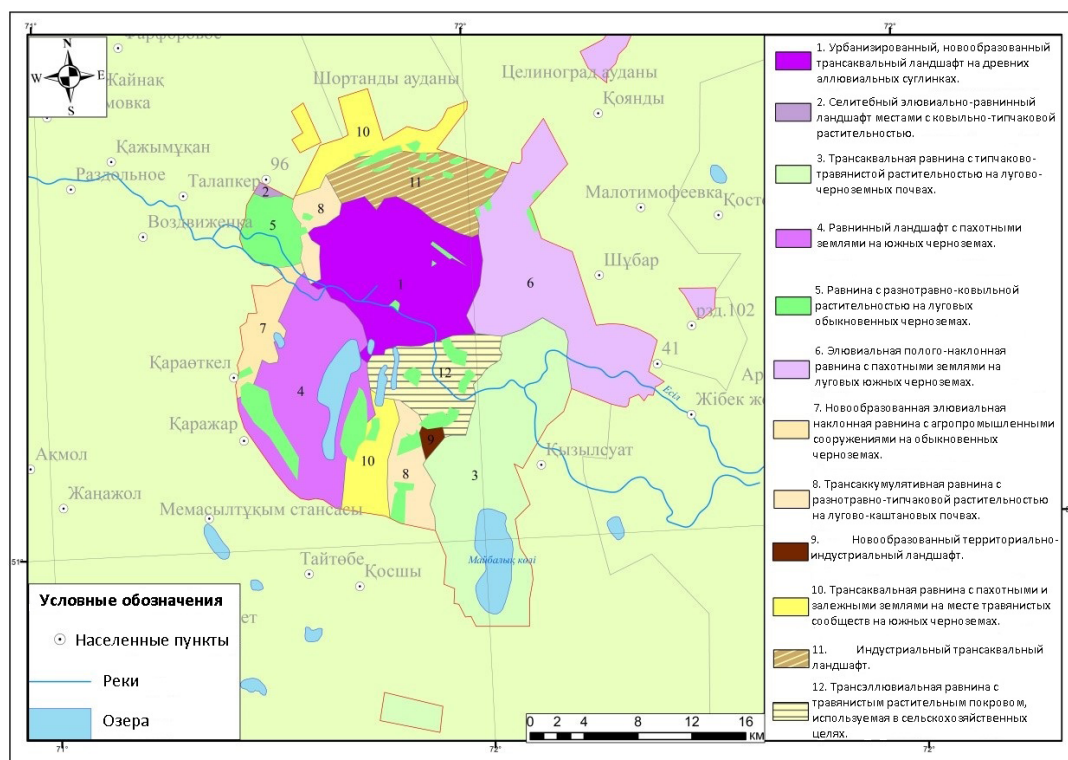 71°
72°
72°
N
W E
S
Фарфоровое
Жайнақ
мовка
Шортанды ауданы
Целиноград ауданы
Қоянды
Қажымұқан
Раздольное
Талапкер
96
Воздвиженка
Малотимофеевка
Қост
Шұбар
рзд.102
41
Ар
Есіл
Жібек ж
Қараөткел
Қаражар
Ақмол
Жаңажол
Мемасылтұқым стансасы
Қызылсуат
Майбалық көлі
Тайтөбе
Қосшы
ет
51°
10
11
2
8
5
1
6
7
12
4
9
10
8
3
Условные обозначения
Населенные пункты
Реки
Озера
0 2 4 8 12 16
км
71°
72°
72°
1. Урбанизированный, новообразованный
трансаквальный ландшафт на древних
аллювиальных суглинках.
2. Селитебный элювиально-равнинный
ландшафт местами с ковыльно-типчаковой
растительностью.
3. Трансаквальная равнина с типчаково-
травянистой растительностью на лугово-
черноземных почвах.
4. Равнинный ландшафт с пахотными
землями на южных черноземах.
5. Равнина с разнотравно-ковыльной
растительностью на луговых
обыкновенных черноземах.
6. Элювиальная полого-наклонная
равнина с пахотными землями на
луговых южных черноземах.
7. Новообразованная элювиальная
наклонная равнина с агропромышленными
сооружениями на обыкновенных
черноземах.
8. Трансаккумулятивная равнина с
разнотравно-типчаковой растительностью
на лугово-каштановых почвах.
9. Новообразованный территориально-
индустриальный ландшафт.
10. Трансаквальная равнина с пахотными и
залежными землями на месте травянистых
сообществ на южных черноземах.
11. Индустриальный трансаквальный
ландшафт.
12. Трансэллювиальная равнина с
травянистым растительным покровом,
используемая в сельскохозяйственных
целях.